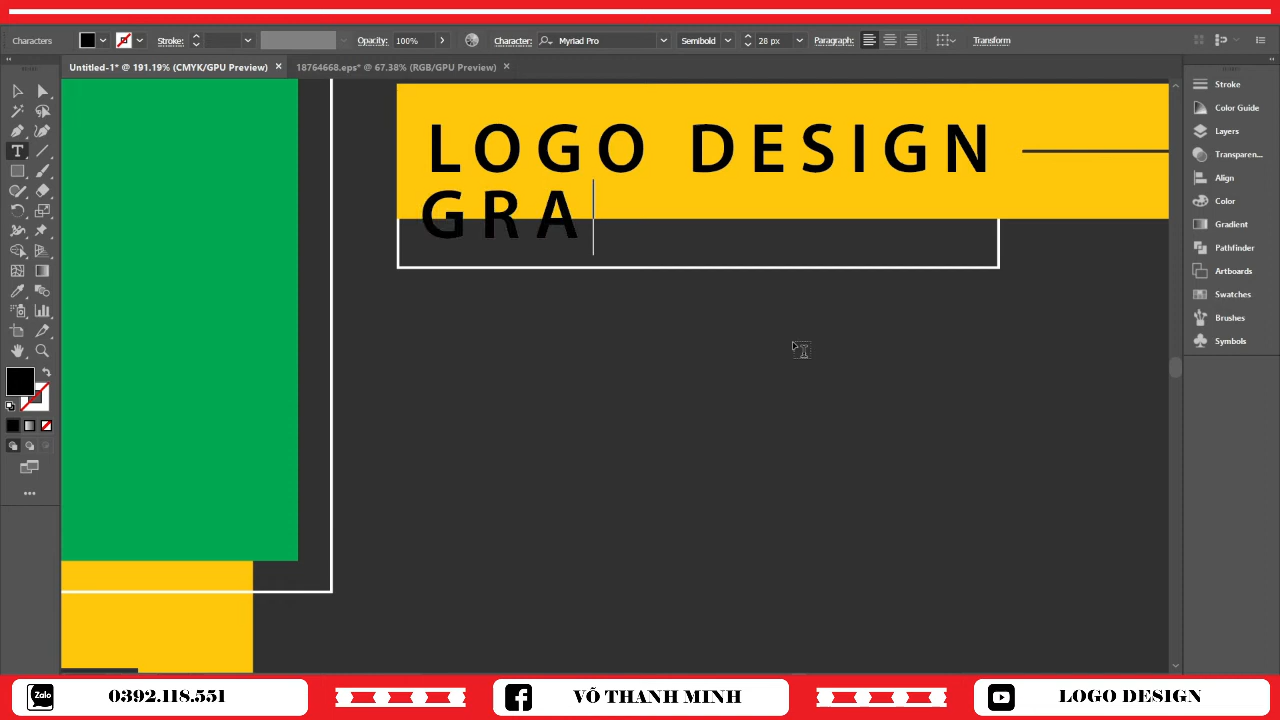 Characters
Stroke:
Opacity: 100%
Character: Myriad Pro
Semibold
28 px
Paragraph:
Transform
Untitled-1* @ 191.19% (CMYK/GPU Preview)
18764668.eps* @ 67.38% (RGB/GPU Preview)
LOGO DESIGN
GRA
Stroke
Color Guide
Layers
Transparen...
Align
Color
Gradient
Pathfinder
Artboards
Swatches
Brushes
Symbols
Zalo
0392.118.551
VÕ THANH MINH
LOGO DESIGN